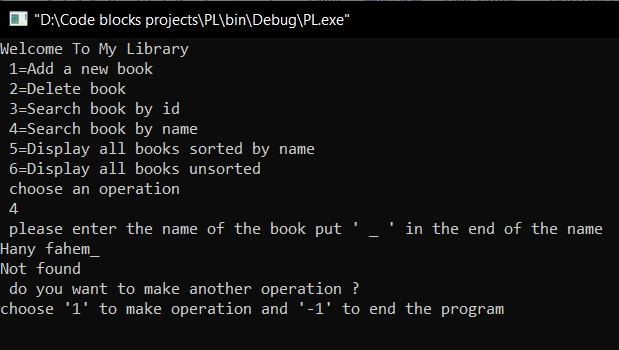 "D:\Code blocks projects\PL\bin\Debug\PL.exe"
Welcome To My Library
1=Add a new book
2=Delete book
3=Search book by id
4=Search book by name
5=Display all books sorted by name
6=Display all books unsorted
choose an operation
4
please enter the name of the book put ' _ ' in the end of the name
Hany fahem_
Not found
do you want to make another operation ?
choose '1' to make operation and '-1' to end the program